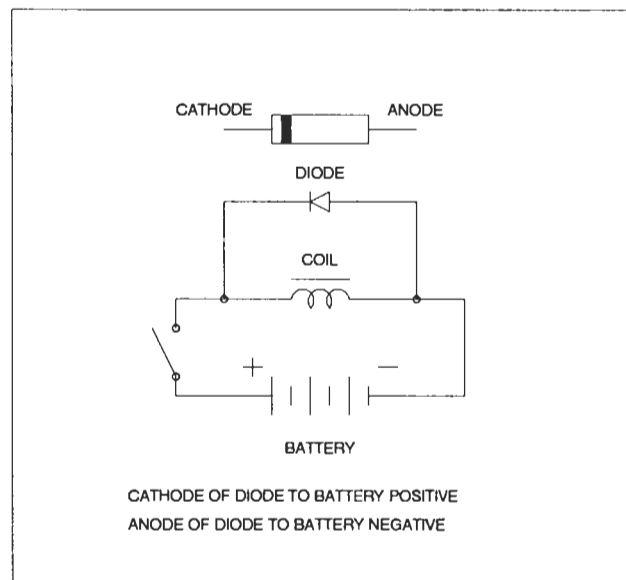 CATHODE ANODE
DIODE
COIL
+ −
BATTERY
CATHODE OF DIODE TO BATTERY POSITIVE
ANODE OF DIODE TO BATTERY NEGATIVE